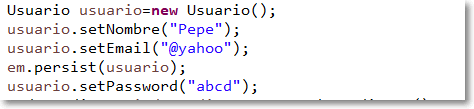 Usuario usuario=new Usuario();
usuario.setNombre("Pepe");
usuario.setEmail("@yahoo");
em.persist(usuario);
usuario.setPassword("abcd");